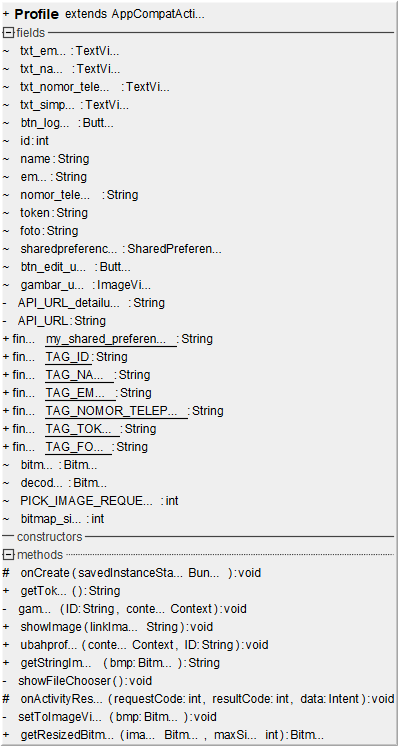 + Profile extends AppCompatActi...
fields
~ txt_em... : TextVi...
~ txt_na... : TextVi...
~ txt_nomor_tele... : TextVi...
~ txt_simp... : TextVi...
~ btn_log... : Butt...
~ id: int
~ name: String
~ em... : String
~ nomor_tele... : String
~ token: String
~ foto: String
~ sharedpreferenc... : SharedPreferen...
~ btn_edit_u... : Butt...
~ gambar_u... : ImageVi...
- API_URL_detailu... : String
- API_URL: String
+ fin... my_shared_preferen... : String
+ fin... TAG_ID: String
+ fin... TAG_NA... : String
+ fin... TAG_EM... : String
+ fin... TAG_NOMOR_TELEP... : String
+ fin... TAG_TOK... : String
+ fin... TAG_FO... : String
~ bitm... : Bitm...
~ decod... : Bitm...
~ PICK_IMAGE_REQUE... : int
~ bitmap_si... : int
constructors
methods
# onCreate (savedInstanceSta... Bun... ): void
+ getTok... (): String
- gam... (ID: String, conte... Context): void
+ showImage (linkIma... String): void
+ ubahprof... (conte... Context, ID: String): void
+ getStringIm... (bmp: Bitm... ): String
- showFileChooser(): void
# onActivityRes... (requestCode: int, resultCode: int, data: Intent): void
- setToImageVi... (bmp: Bitm... ): void
+ getResizedBitm... (ima... Bitm... , maxSi... int): Bitm...